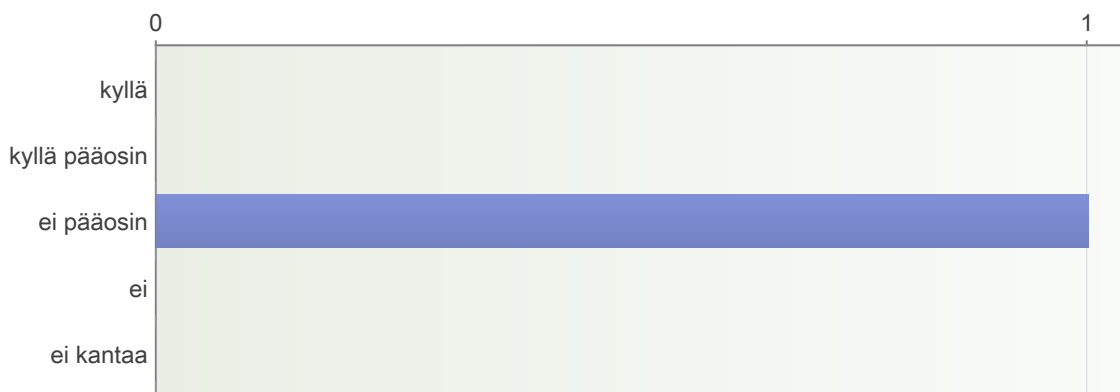 0 1
kyllä
kyllä pääosin
ei pääosin
ei
ei kantaa